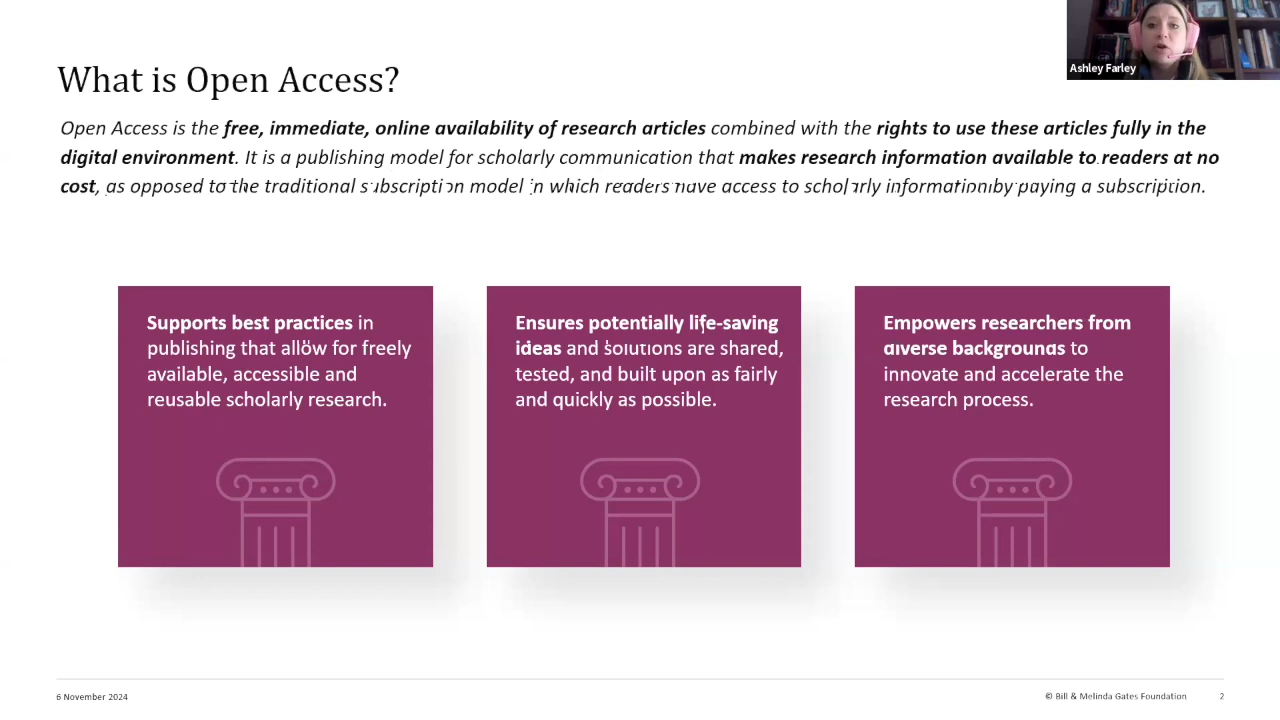 Ashley Farley
What is Open Access?
Open Access is the free, immediate, online availability of research articles combined with the rights to use these articles fully in the
digital environment. It is a publishing model for scholarly communication that makes research information available to readers at no
cost, as opposed to the traditional subscription model in which readers have access to scholarly information by paying a subscription.
Supports best practices in
publishing that allow for freely
available, accessible and
reusable scholarly research.
Ensures potentially life-saving
ideas and solutions are shared,
tested, and built upon as fairly
and quickly as possible.
Empowers researchers from
diverse backgrounds to
innovate and accelerate the
research process.
6 November 2024
© Bill & Melinda Gates Foundation
2